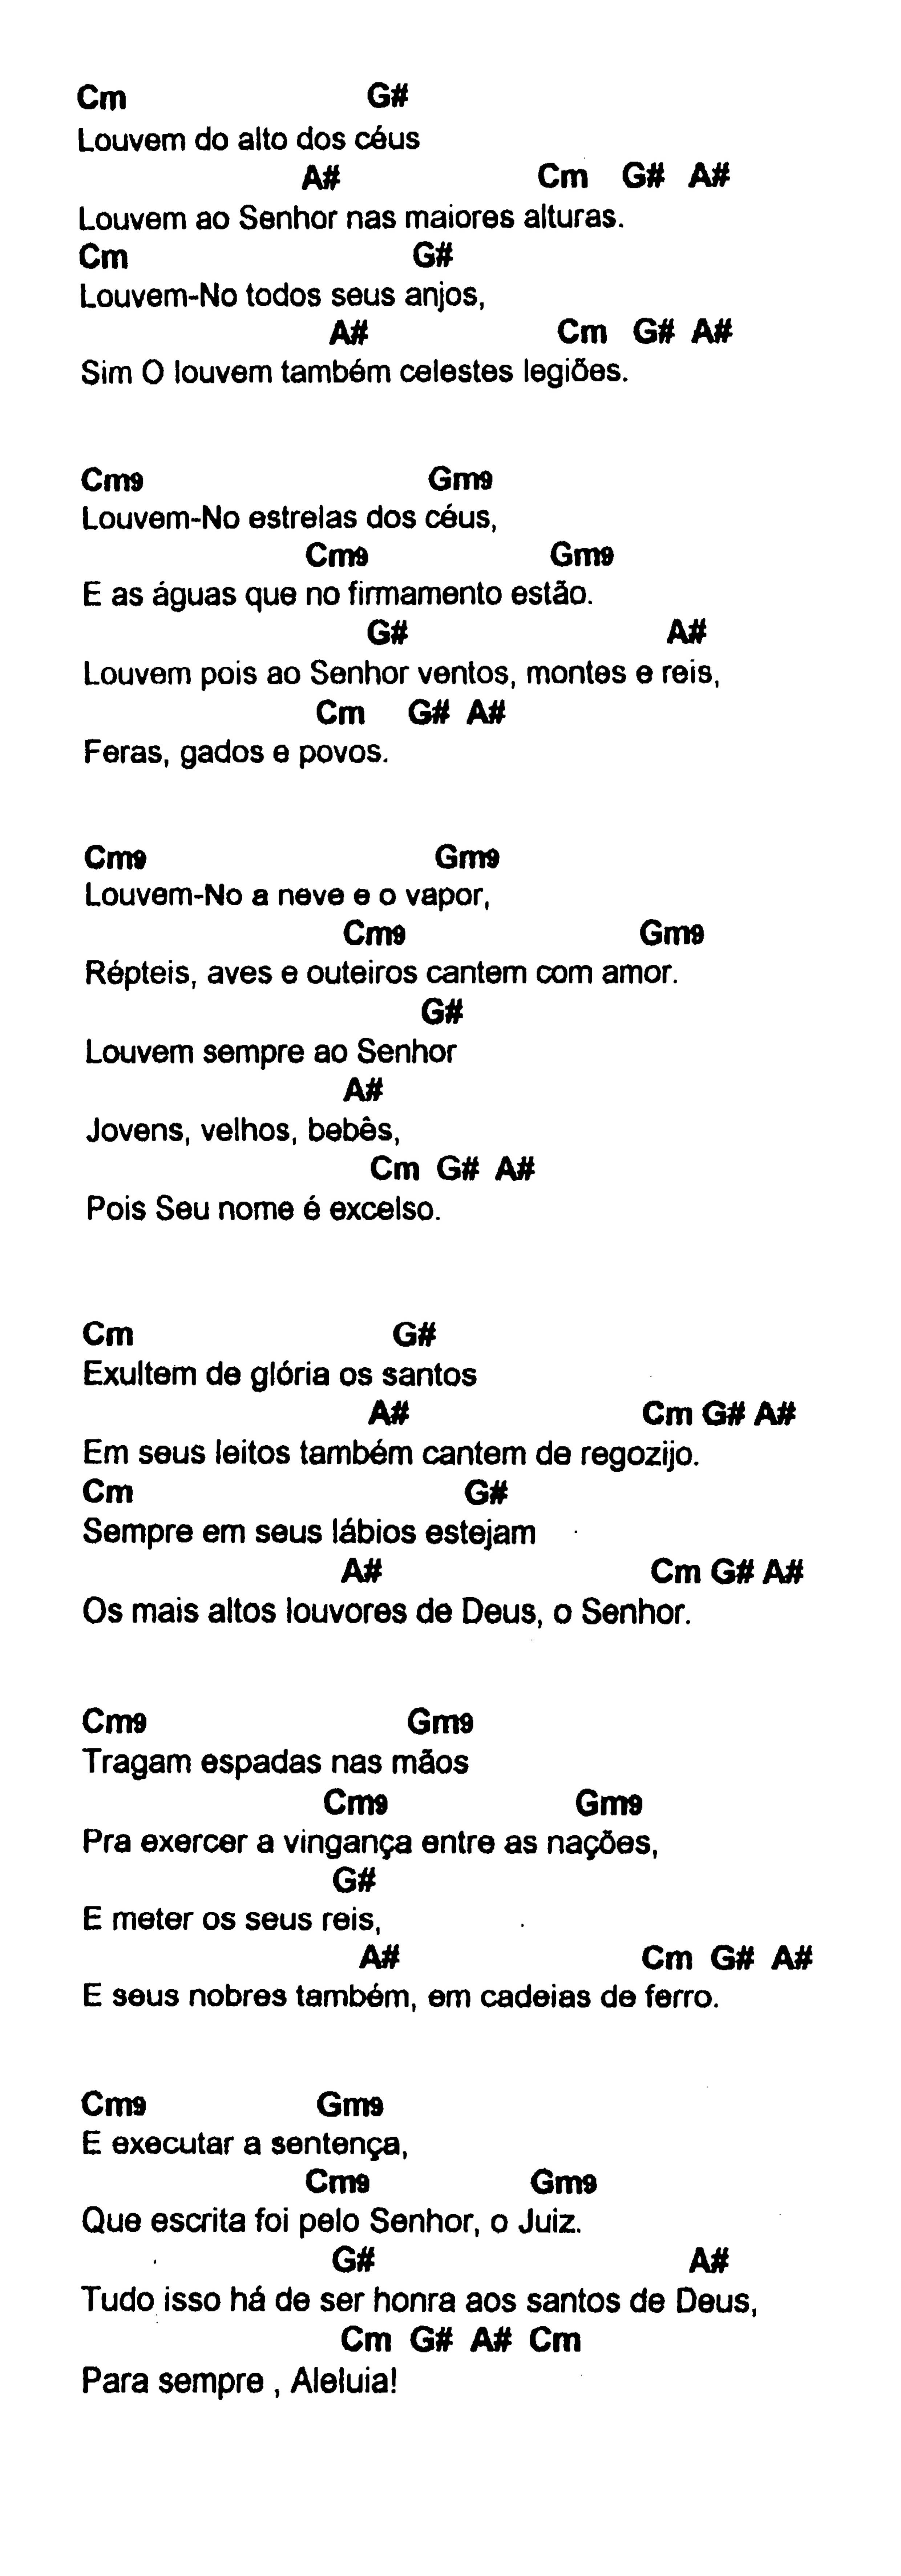 Cm G#
Louvem do alto dos céus
A# Cm G# A#
Louvem ao Senhor nas maiores alturas.
Cm G#
Louvem-No todos seus anjos,
A# Cm G# A#
Sim O louvem também celestes legiões.
Cm9 Gm9
Louvem-No estrelas dos céus,
Cm9 Gm9
E as águas que no firmamento estão.
G# A#
Louvem pois ao Senhor ventos, montes e reis,
Cm G# A#
Feras, gados e povos.
Cm9 Gm9
Louvem-No a neve e o vapor,
Cm9 Gm9
Répteis, aves e outeiros cantem com amor.
G#
Louvem sempre ao Senhor
A#
Jovens, velhos, bebês,
Cm G# A#
Pois Seu nome é excelso.
Cm G#
Exultem de glória os santos
A# Cm G# A#
Em seus leitos também cantem de regozijo.
Cm G#
Sempre em seus lábios estejam
A# Cm G# A#
Os mais altos louvores de Deus, o Senhor.
Cm9 Gm9
Tragam espadas nas mãos
Cm9 Gm9
Pra exercer a vingança entre as nações,
G#
E meter os seus reis,
A# Cm G# A#
E seus nobres também, em cadeias de ferro.
Cm9 Gm9
E executar a sentença,
Cm9 Gm9
Que escrita foi pelo Senhor, o Juiz.
G# A#
Tudo isso há de ser honra aos santos de Deus,
Cm G# A# Cm
Para sempre , Aleluia!